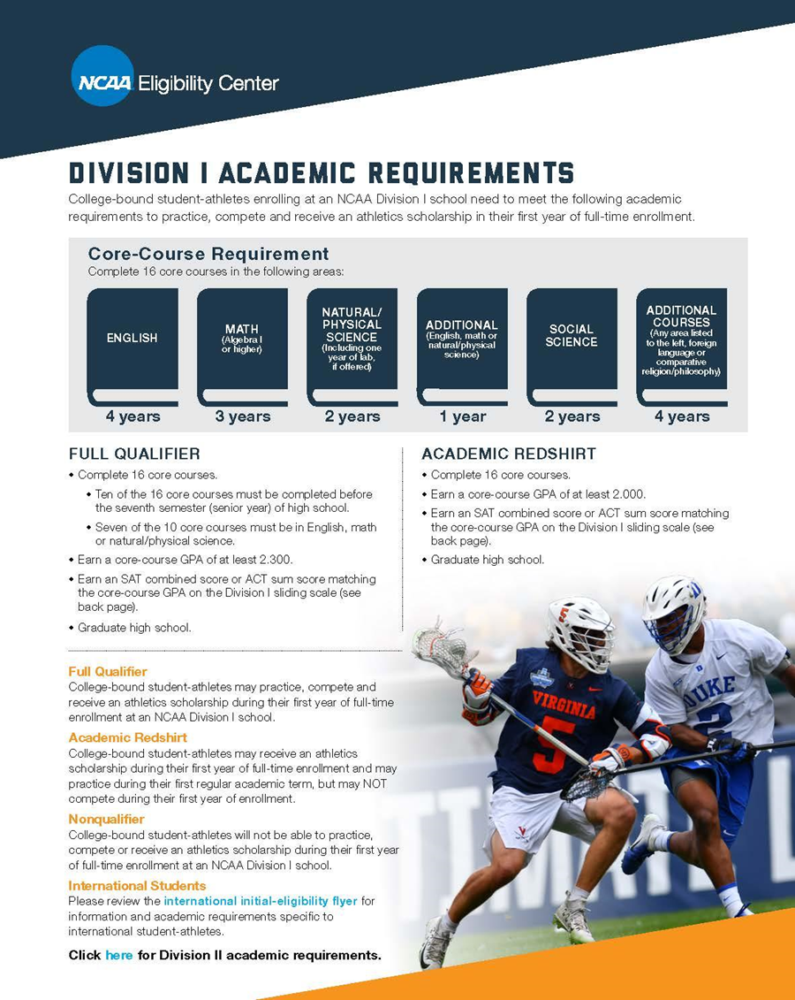 NCAA Eligibility Center
DIVISION I ACADEMIC REQUIREMENTS
College-bound student-athletes enrolling at an NCAA Division I school need to meet the following academic
requirements to practice, compete and receive an athletics scholarship in their first year of full-time enrollment.
Core-Course Requirement
Complete 16 core courses in the following areas:
ENGLISH
4 years
MATH
(Algebra I
or higher)
3 years
NATURAL/
PHYSICAL
SCIENCE
(Including one
year of lab,
if offered)
2 years
ADDITIONAL
(English, math or
natural/physical
science)
1 year
SOCIAL
SCIENCE
2 years
ADDITIONAL
COURSES
(Any area listed
to the left, foreign
language or
comparative
religion/philosophy)
4 years
FULL QUALIFIER
• Complete 16 core courses.
• Ten of the 16 core courses must be completed before
the seventh semester (senior year) of high school.
• Seven of the 10 core courses must be in English, math
or natural/physical science.
• Earn a core-course GPA of at least 2.300.
• Earn an SAT combined score or ACT sum score matching
the core-course GPA on the Division I sliding scale (see
back page).
• Graduate high school.
ACADEMIC REDSHIRT
• Complete 16 core courses.
• Earn a core-course GPA of at least 2.000.
• Earn an SAT combined score or ACT sum score matching
the core-course GPA on the Division I sliding scale (see
back page).
• Graduate high school.
Full Qualifier
College-bound student-athletes may practice, compete and
receive an athletics scholarship during their first year of full-time
enrollment at an NCAA Division I school.
Academic Redshirt
College-bound student-athletes may receive an athletics
scholarship during their first year of full-time enrollment and may
practice during their first regular academic term, but may NOT
compete during their first year of enrollment.
Nonqualifier
College-bound student-athletes will not be able to practice,
compete or receive an athletics scholarship during their first year
of full-time enrollment at an NCAA Division I school.
International Students
Please review the international initial-eligibility flyer for
information and academic requirements specific to
international student-athletes.
Click here for Division II academic requirements.
5
VIRGINIA
5
D
DUKE
2
V
TIMATE L